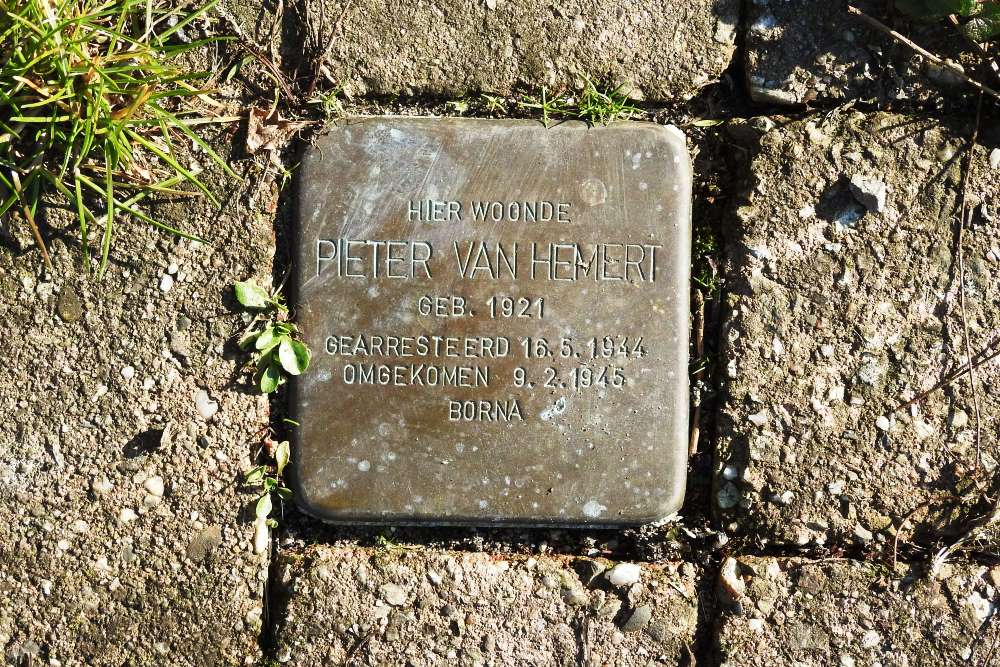 HIER WOONDE
PIETER VAN HEMERT
GEB. 1921
GEARRESTEERD 16.5.1944
OMGEKOMEN 9.2.1945
BORNA